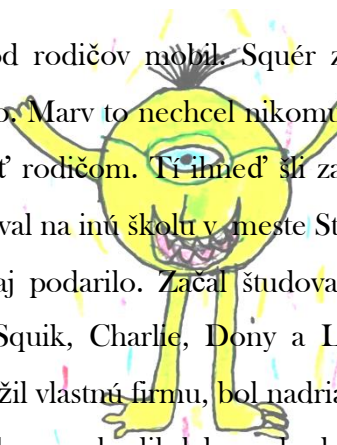 od rodičov mobil. Squér z
o. Marv to nechcel nikomu
ť rodičom. Tí ihneď šli za
val na inú školu v meste St
aj podarilo. Začal študova
Squik, Charlie, Dony a L
žil vlastnú firmu, bol nadria